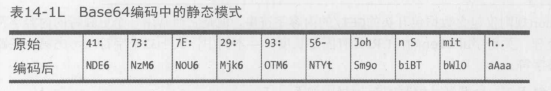 表14-1L Base64编码中的静态模式
原始 41: 73: 7E: 29: 93: 56- Joh n S mit h..
编码后 NDE6 NzM6 N0U6 Mjk6 OTM6 NTYt Sm9o biBT bWl0 aAaa